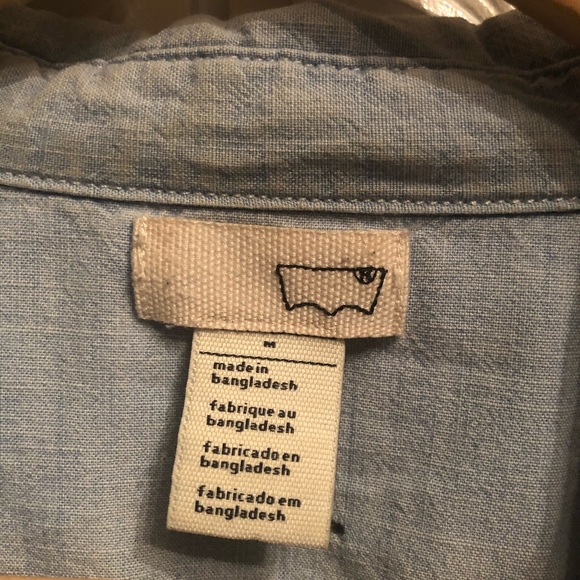 M
made in
bangladesh
fabrique au
bangladesh
fabricado en
bangladesh
fabricado em
bangladesh